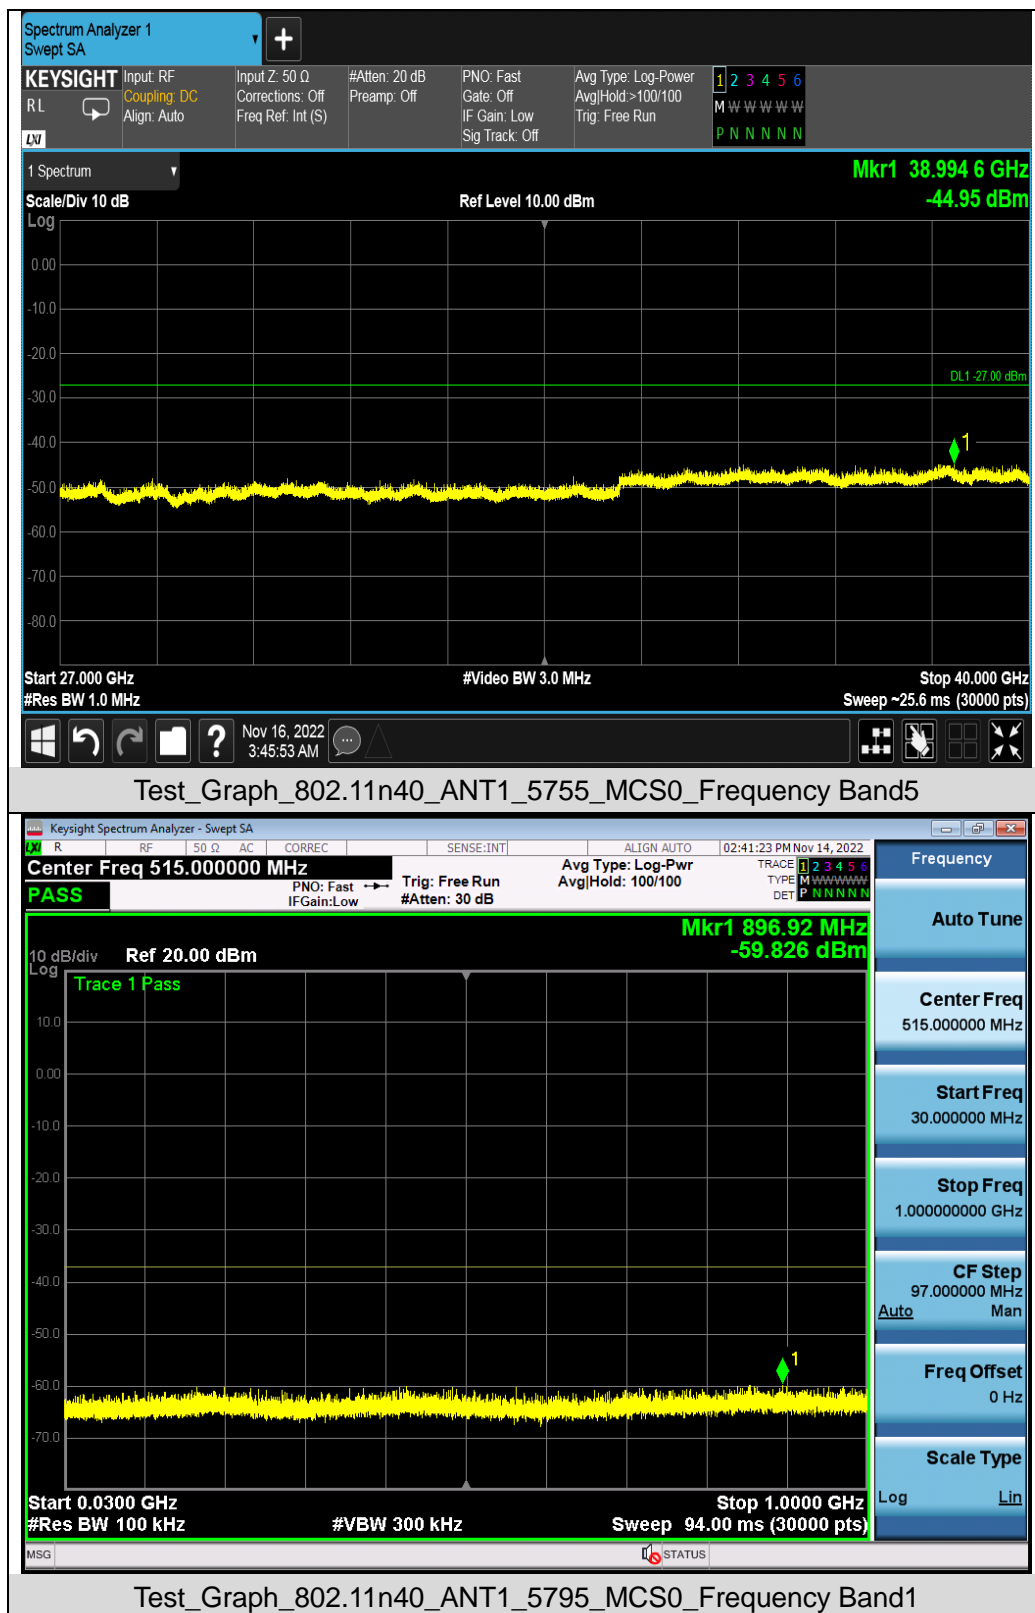 Spectrum Analyzer 1
Swept SA
KEYSIGHT
R L
LXI
Input: RF
Coupling: DC
Align: Auto
Input Z: 50 Ω
Corrections: Off
Freq Ref: Int (S)
#Atten: 20 dB
Preamp: Off
PNO: Fast
Gate: Off
IF Gain: Low
Sig Track: Off
Avg Type: Log-Power
Avg|Hold:>100/100
Trig: Free Run
1 2 3 4 5 6
M W W W W W
P N N N N N
1 Spectrum
Mkr1 38.994 6 GHz
-44.95 dBm
Scale/Div 10 dB
Ref Level 10.00 dBm
Log
0.00
-10.0
-20.0
DL1 -27.00 dBm
-30.0
-40.0
1
-50.0
-60.0
-70.0
-80.0
Start 27.000 GHz
#Video BW 3.0 MHz
Stop 40.000 GHz
#Res BW 1.0 MHz
Sweep ~25.6 ms (30000 pts)
?
Nov 16, 2022
3:45:53 AM
Test_Graph_802.11n40_ANT1_5755_MCS0_Frequency Band5
Keysight Spectrum Analyzer - Swept SA
LXI R RF 50 Ω AC CORREC SENSE:INT ALIGN AUTO 02:41:23 PM Nov 14, 2022
Center Freq 515.000000 MHz
PASS
PNO: Fast
IFGain:Low
Trig: Free Run
#Atten: 30 dB
Avg Type: Log-Pwr
Avg|Hold: 100/100
TRACE 1 2 3 4 5 6
TYPE M W W W W W
DET P N N N N N
Mkr1 896.92 MHz
-59.826 dBm
10 dB/div
Log
Ref 20.00 dBm
Trace 1 Pass
10.0
0.00
-10.0
-20.0
-30.0
-40.0
-50.0
1
-60.0
-70.0
Start 0.0300 GHz
Stop 1.0000 GHz
#Res BW 100 kHz
#VBW 300 kHz
Sweep 94.00 ms (30000 pts)
MSG
STATUS
Frequency
Auto Tune
Center Freq
515.000000 MHz
Start Freq
30.000000 MHz
Stop Freq
1.000000000 GHz
CF Step
97.000000 MHz
Auto Man
Freq Offset
0 Hz
Scale Type
Log Lin
Test_Graph_802.11n40_ANT1_5795_MCS0_Frequency Band1